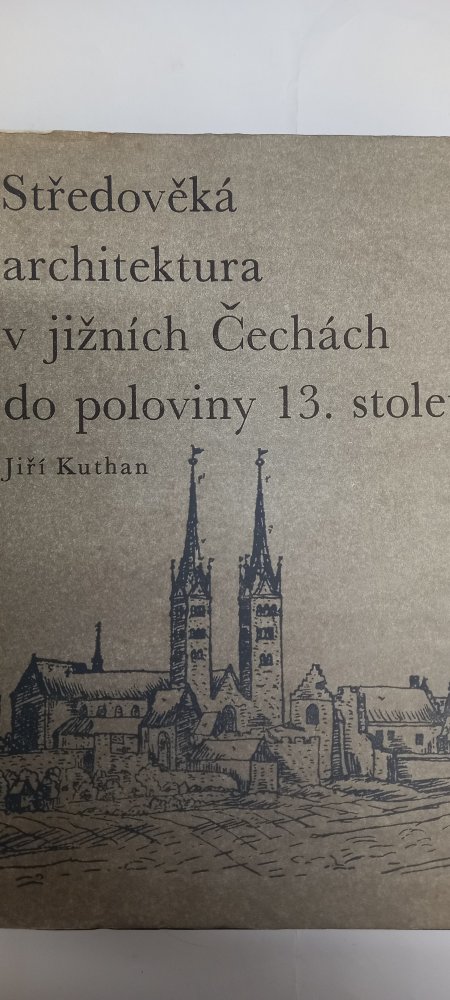 Středověká
architektura
v jižních Čechách
do poloviny 13. stole
Jiří Kuthan